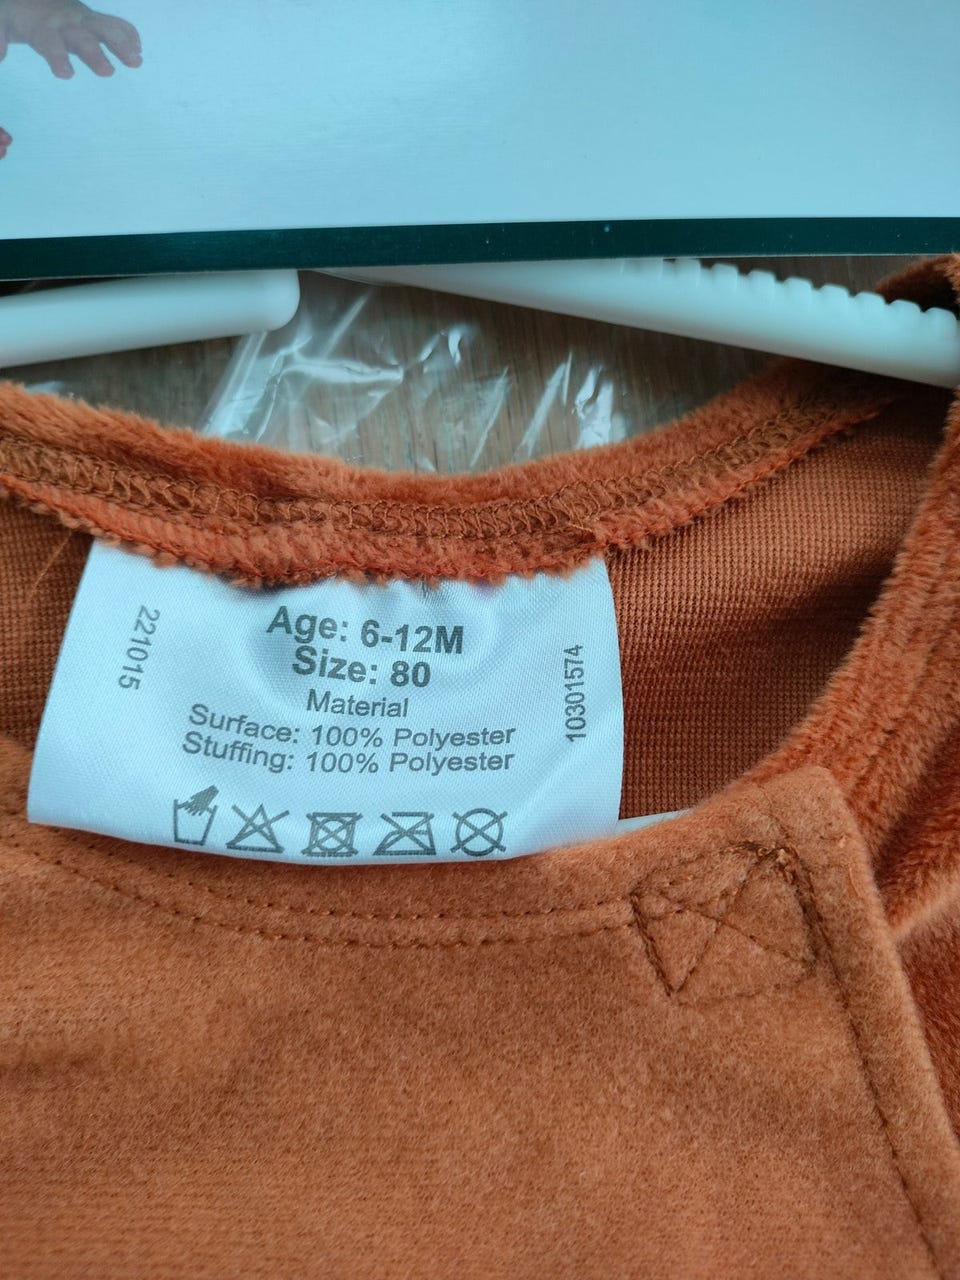 Age: 6-12M
Size: 80
Material
Surface: 100% Polyester
Stuffing: 100% Polyester
221015
10301574